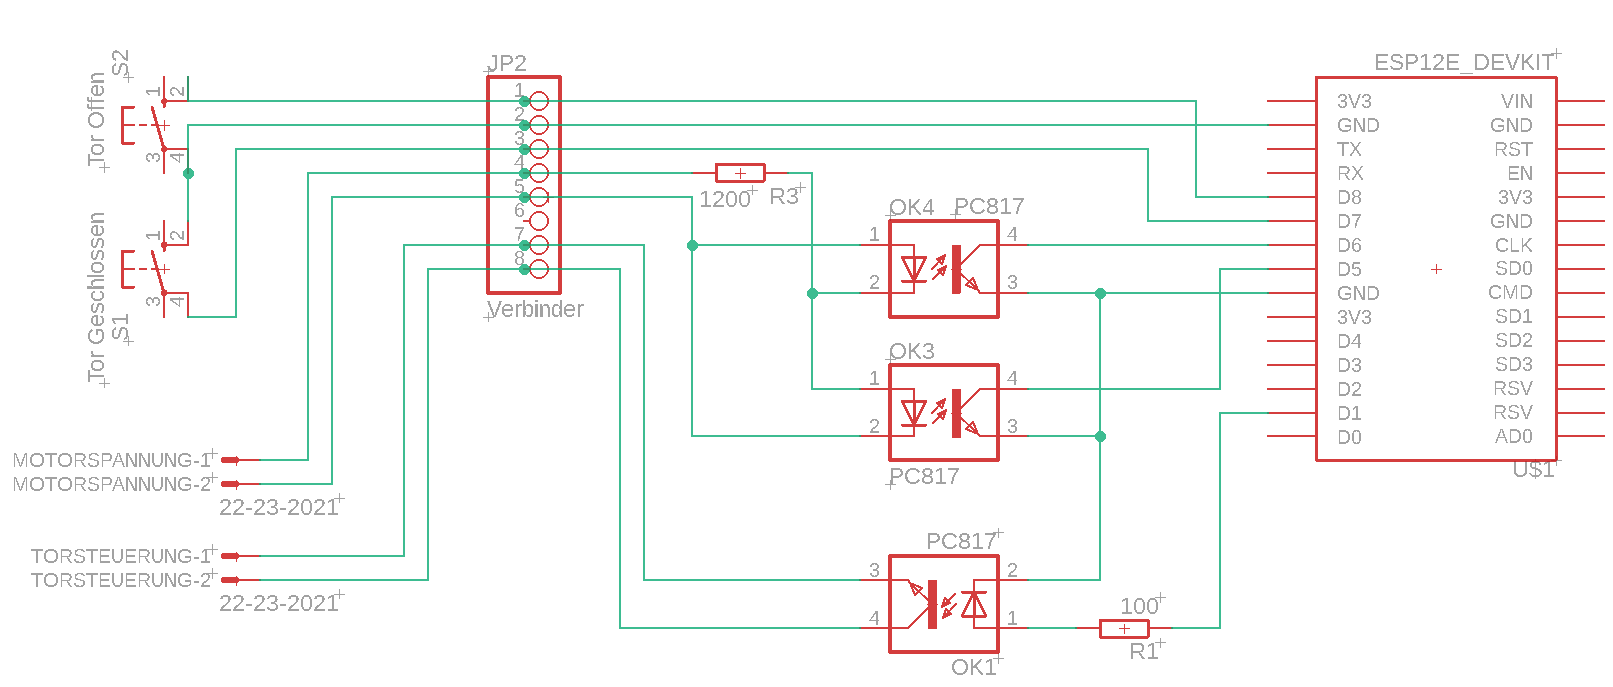 S2
Tor Offen
1
2
3
4
Tor Geschlossen
S1
1
2
3
4
JP2
1
2
3
4
5
6
7
8
Verbinder
MOTORSPANNUNG-1
MOTORSPANNUNG-2
22-23-2021
TORSTEUERUNG-1
TORSTEUERUNG-2
22-23-2021
1200
R3
OK4
PC817
1
2
4
3
OK3
1
2
4
3
PC817
PC817
3
4
2
1
OK1
100
R1
ESP12E_DEVKIT
3V3 VIN
GND GND
TX RST
RX EN
D8 3V3
D7 GND
D6 CLK
D5 SD0
GND CMD
3V3 SD1
D4 SD2
D3 SD3
D2 RSV
D1 RSV
D0 AD0
U$1